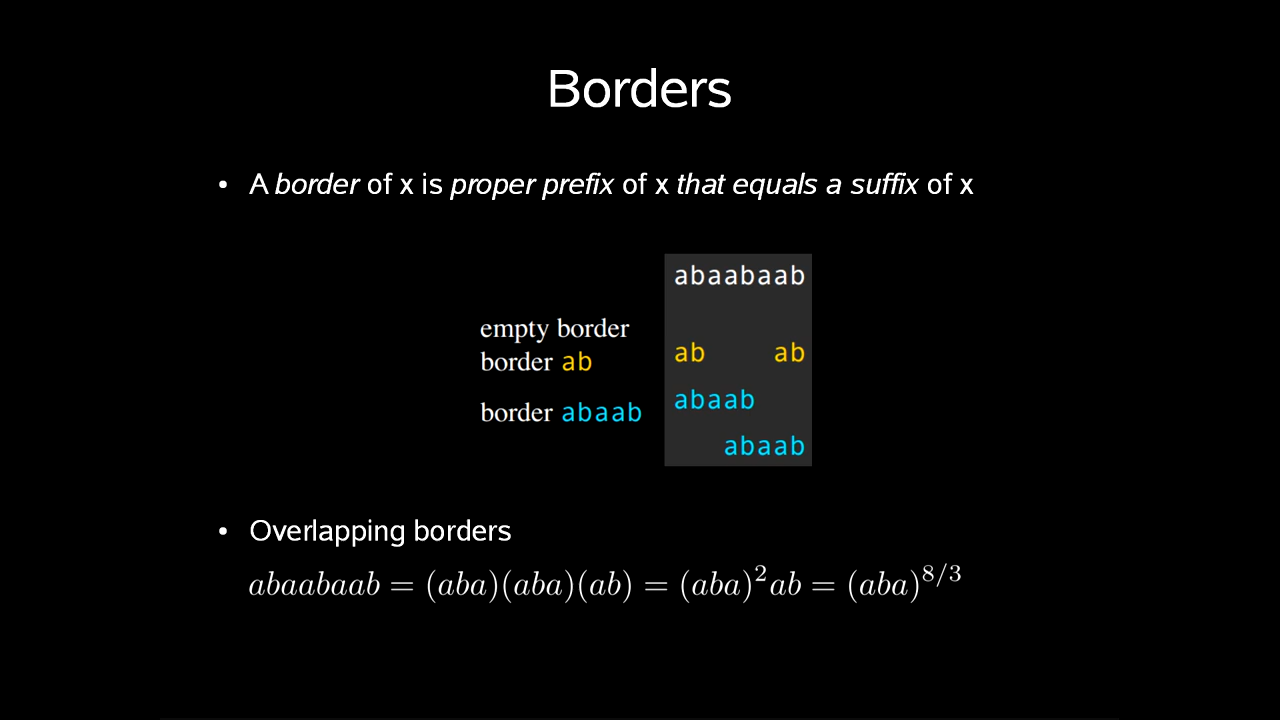 Borders
• A border of x is proper prefix of x that equals a suffix of x
abaabaab
empty border
border ab
ab ab
border abaab
abaab
abaab
• Overlapping borders
abaabaab = (aba)(aba)(ab) = (aba)^2ab = (aba)^{8/3}